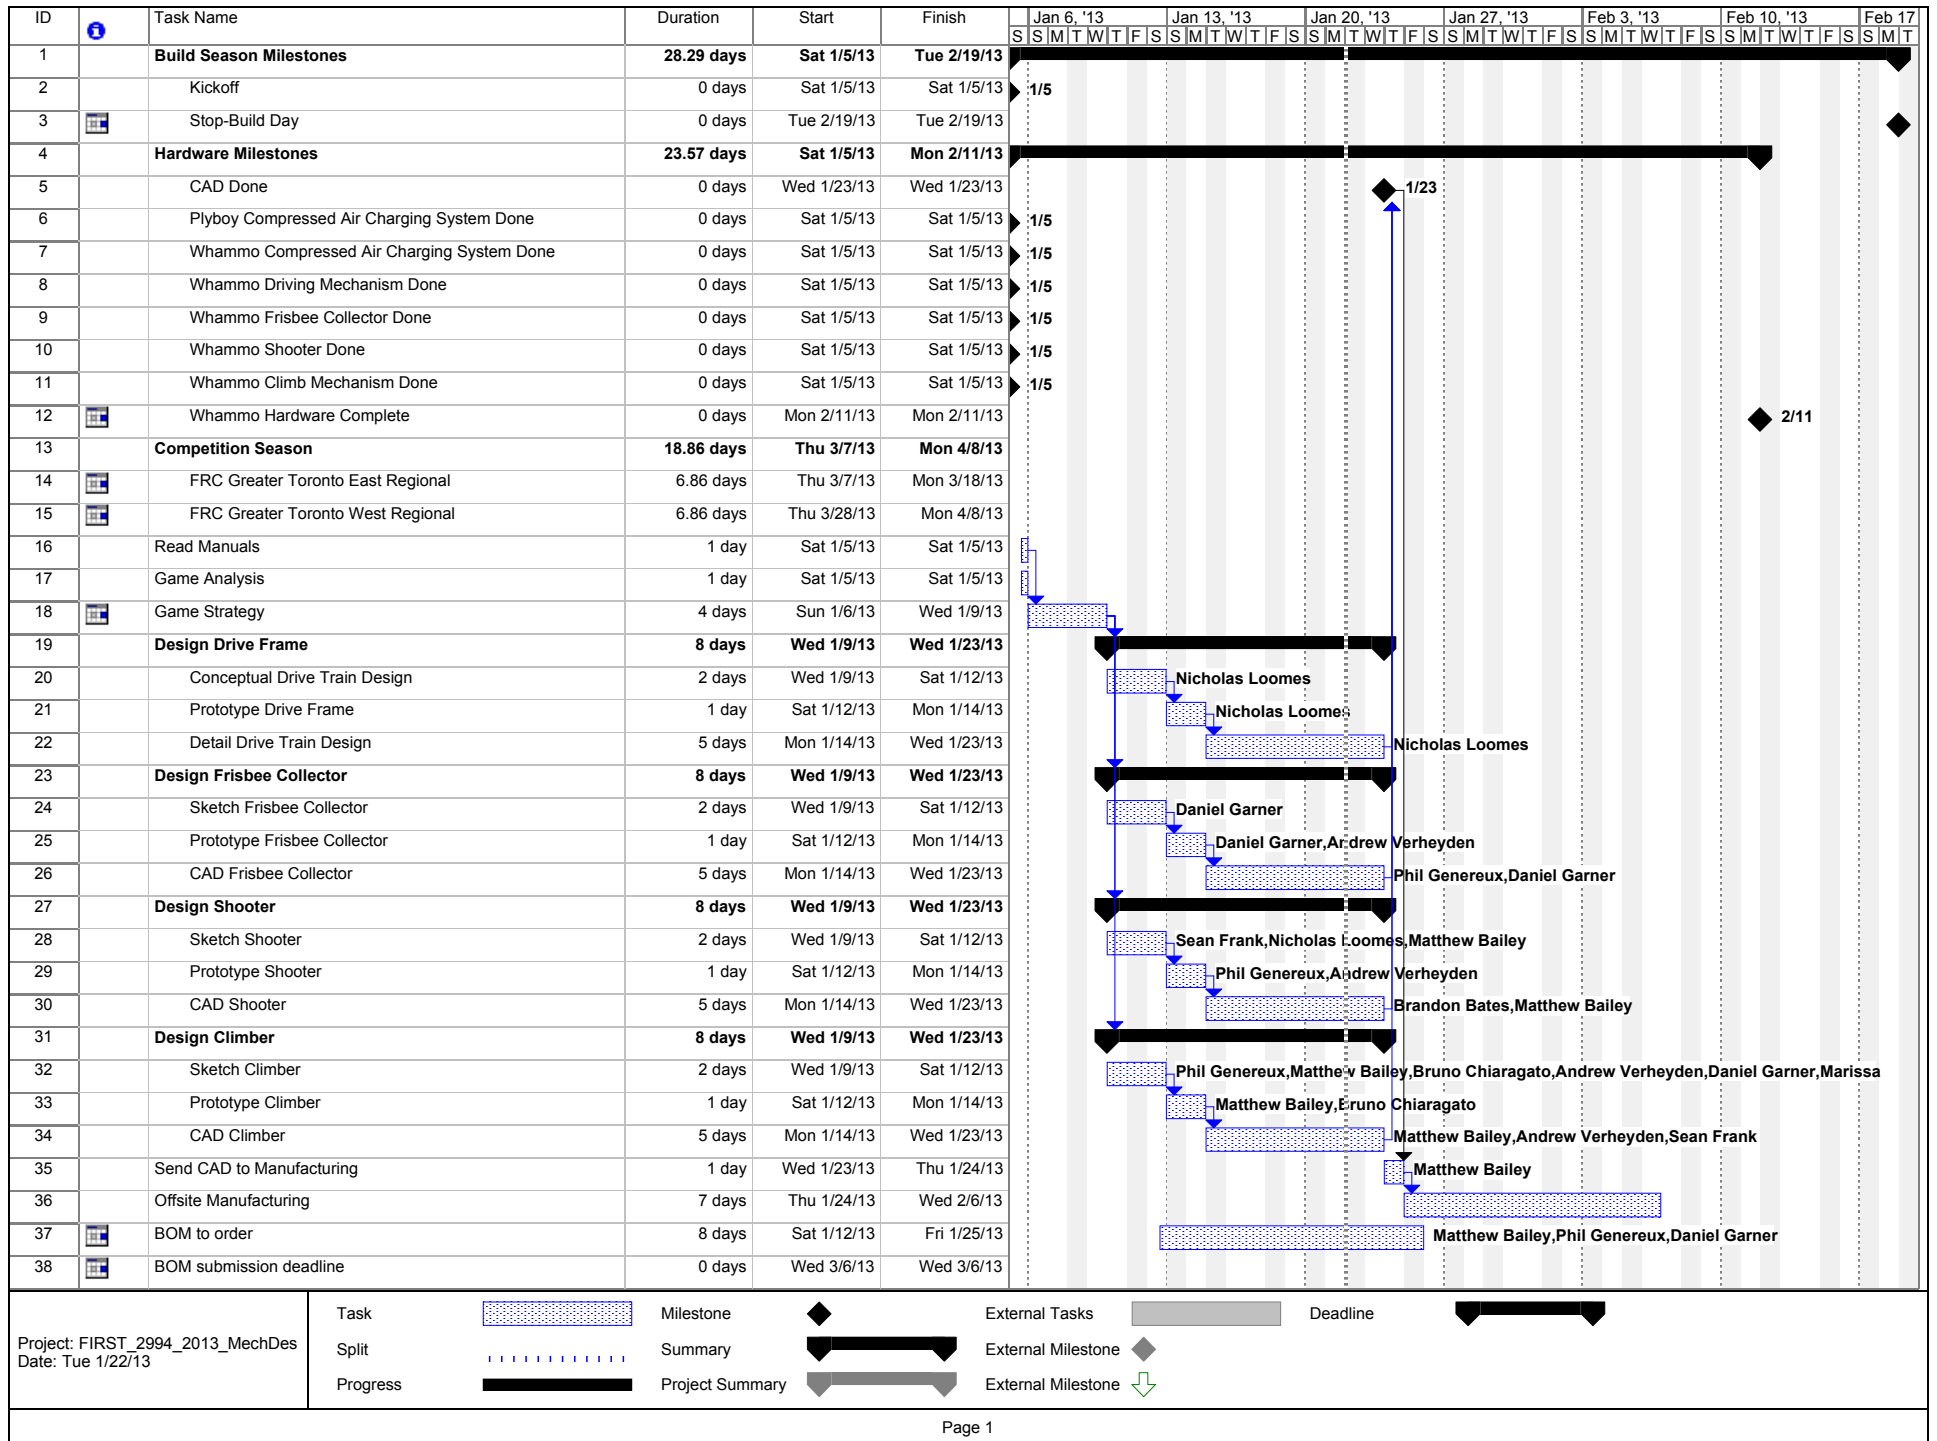 ID Task Name Duration Start Finish Jan 6, '13 Jan 13, '13 Jan 20, '13 Jan 27, '13 Feb 3, '13 Feb 10, '13 Feb 17
S S M T W T F S S M T W T F S S M T W T F S S M T W T F S S M T W T F S S M T W T F S S M T
1 Build Season Milestones 28.29 days Sat 1/5/13 Tue 2/19/13
2 Kickoff 0 days Sat 1/5/13 Sat 1/5/13 1/5
3 Stop-Build Day 0 days Tue 2/19/13 Tue 2/19/13
4 Hardware Milestones 23.57 days Sat 1/5/13 Mon 2/11/13
5 CAD Done 0 days Wed 1/23/13 Wed 1/23/13 1/23
6 Plyboy Compressed Air Charging System Done 0 days Sat 1/5/13 Sat 1/5/13 1/5
7 Whammo Compressed Air Charging System Done 0 days Sat 1/5/13 Sat 1/5/13 1/5
8 Whammo Driving Mechanism Done 0 days Sat 1/5/13 Sat 1/5/13 1/5
9 Whammo Frisbee Collector Done 0 days Sat 1/5/13 Sat 1/5/13 1/5
10 Whammo Shooter Done 0 days Sat 1/5/13 Sat 1/5/13 1/5
11 Whammo Climb Mechanism Done 0 days Sat 1/5/13 Sat 1/5/13 1/5
12 Whammo Hardware Complete 0 days Mon 2/11/13 Mon 2/11/13 2/11
13 Competition Season 18.86 days Thu 3/7/13 Mon 4/8/13
14 FRC Greater Toronto East Regional 6.86 days Thu 3/7/13 Mon 3/18/13
15 FRC Greater Toronto West Regional 6.86 days Thu 3/28/13 Mon 4/8/13
16 Read Manuals 1 day Sat 1/5/13 Sat 1/5/13
17 Game Analysis 1 day Sat 1/5/13 Sat 1/5/13
18 Game Strategy 4 days Sun 1/6/13 Wed 1/9/13
19 Design Drive Frame 8 days Wed 1/9/13 Wed 1/23/13
20 Conceptual Drive Train Design 2 days Wed 1/9/13 Sat 1/12/13 Nicholas Loomes
21 Prototype Drive Frame 1 day Sat 1/12/13 Mon 1/14/13 Nicholas Loomes
22 Detail Drive Train Design 5 days Mon 1/14/13 Wed 1/23/13 Nicholas Loomes
23 Design Frisbee Collector 8 days Wed 1/9/13 Wed 1/23/13
24 Sketch Frisbee Collector 2 days Wed 1/9/13 Sat 1/12/13 Daniel Garner
25 Prototype Frisbee Collector 1 day Sat 1/12/13 Mon 1/14/13 Daniel Garner,Andrew Verheyden
26 CAD Frisbee Collector 5 days Mon 1/14/13 Wed 1/23/13 Phil Genereux,Daniel Garner
27 Design Shooter 8 days Wed 1/9/13 Wed 1/23/13
28 Sketch Shooter 2 days Wed 1/9/13 Sat 1/12/13 Sean Frank,Nicholas Loomes,Matthew Bailey
29 Prototype Shooter 1 day Sat 1/12/13 Mon 1/14/13 Phil Genereux,Andrew Verheyden
30 CAD Shooter 5 days Mon 1/14/13 Wed 1/23/13 Brandon Bates,Matthew Bailey
31 Design Climber 8 days Wed 1/9/13 Wed 1/23/13
32 Sketch Climber 2 days Wed 1/9/13 Sat 1/12/13 Phil Genereux,Matthew Bailey,Bruno Chiaragato,Andrew Verheyden,Daniel Garner,Marissa
33 Prototype Climber 1 day Sat 1/12/13 Mon 1/14/13 Matthew Bailey,Bruno Chiaragato
34 CAD Climber 5 days Mon 1/14/13 Wed 1/23/13 Matthew Bailey,Andrew Verheyden,Sean Frank
35 Send CAD to Manufacturing 1 day Wed 1/23/13 Thu 1/24/13 Matthew Bailey
36 Offsite Manufacturing 7 days Thu 1/24/13 Wed 2/6/13
37 BOM to order 8 days Sat 1/12/13 Fri 1/25/13 Matthew Bailey,Phil Genereux,Daniel Garner
38 BOM submission deadline 0 days Wed 3/6/13 Wed 3/6/13
Project: FIRST_2994_2013_MechDes
Date: Tue 1/22/13
Task Milestone External Tasks Deadline
Split Summary External Milestone
Progress Project Summary External Milestone
Page 1